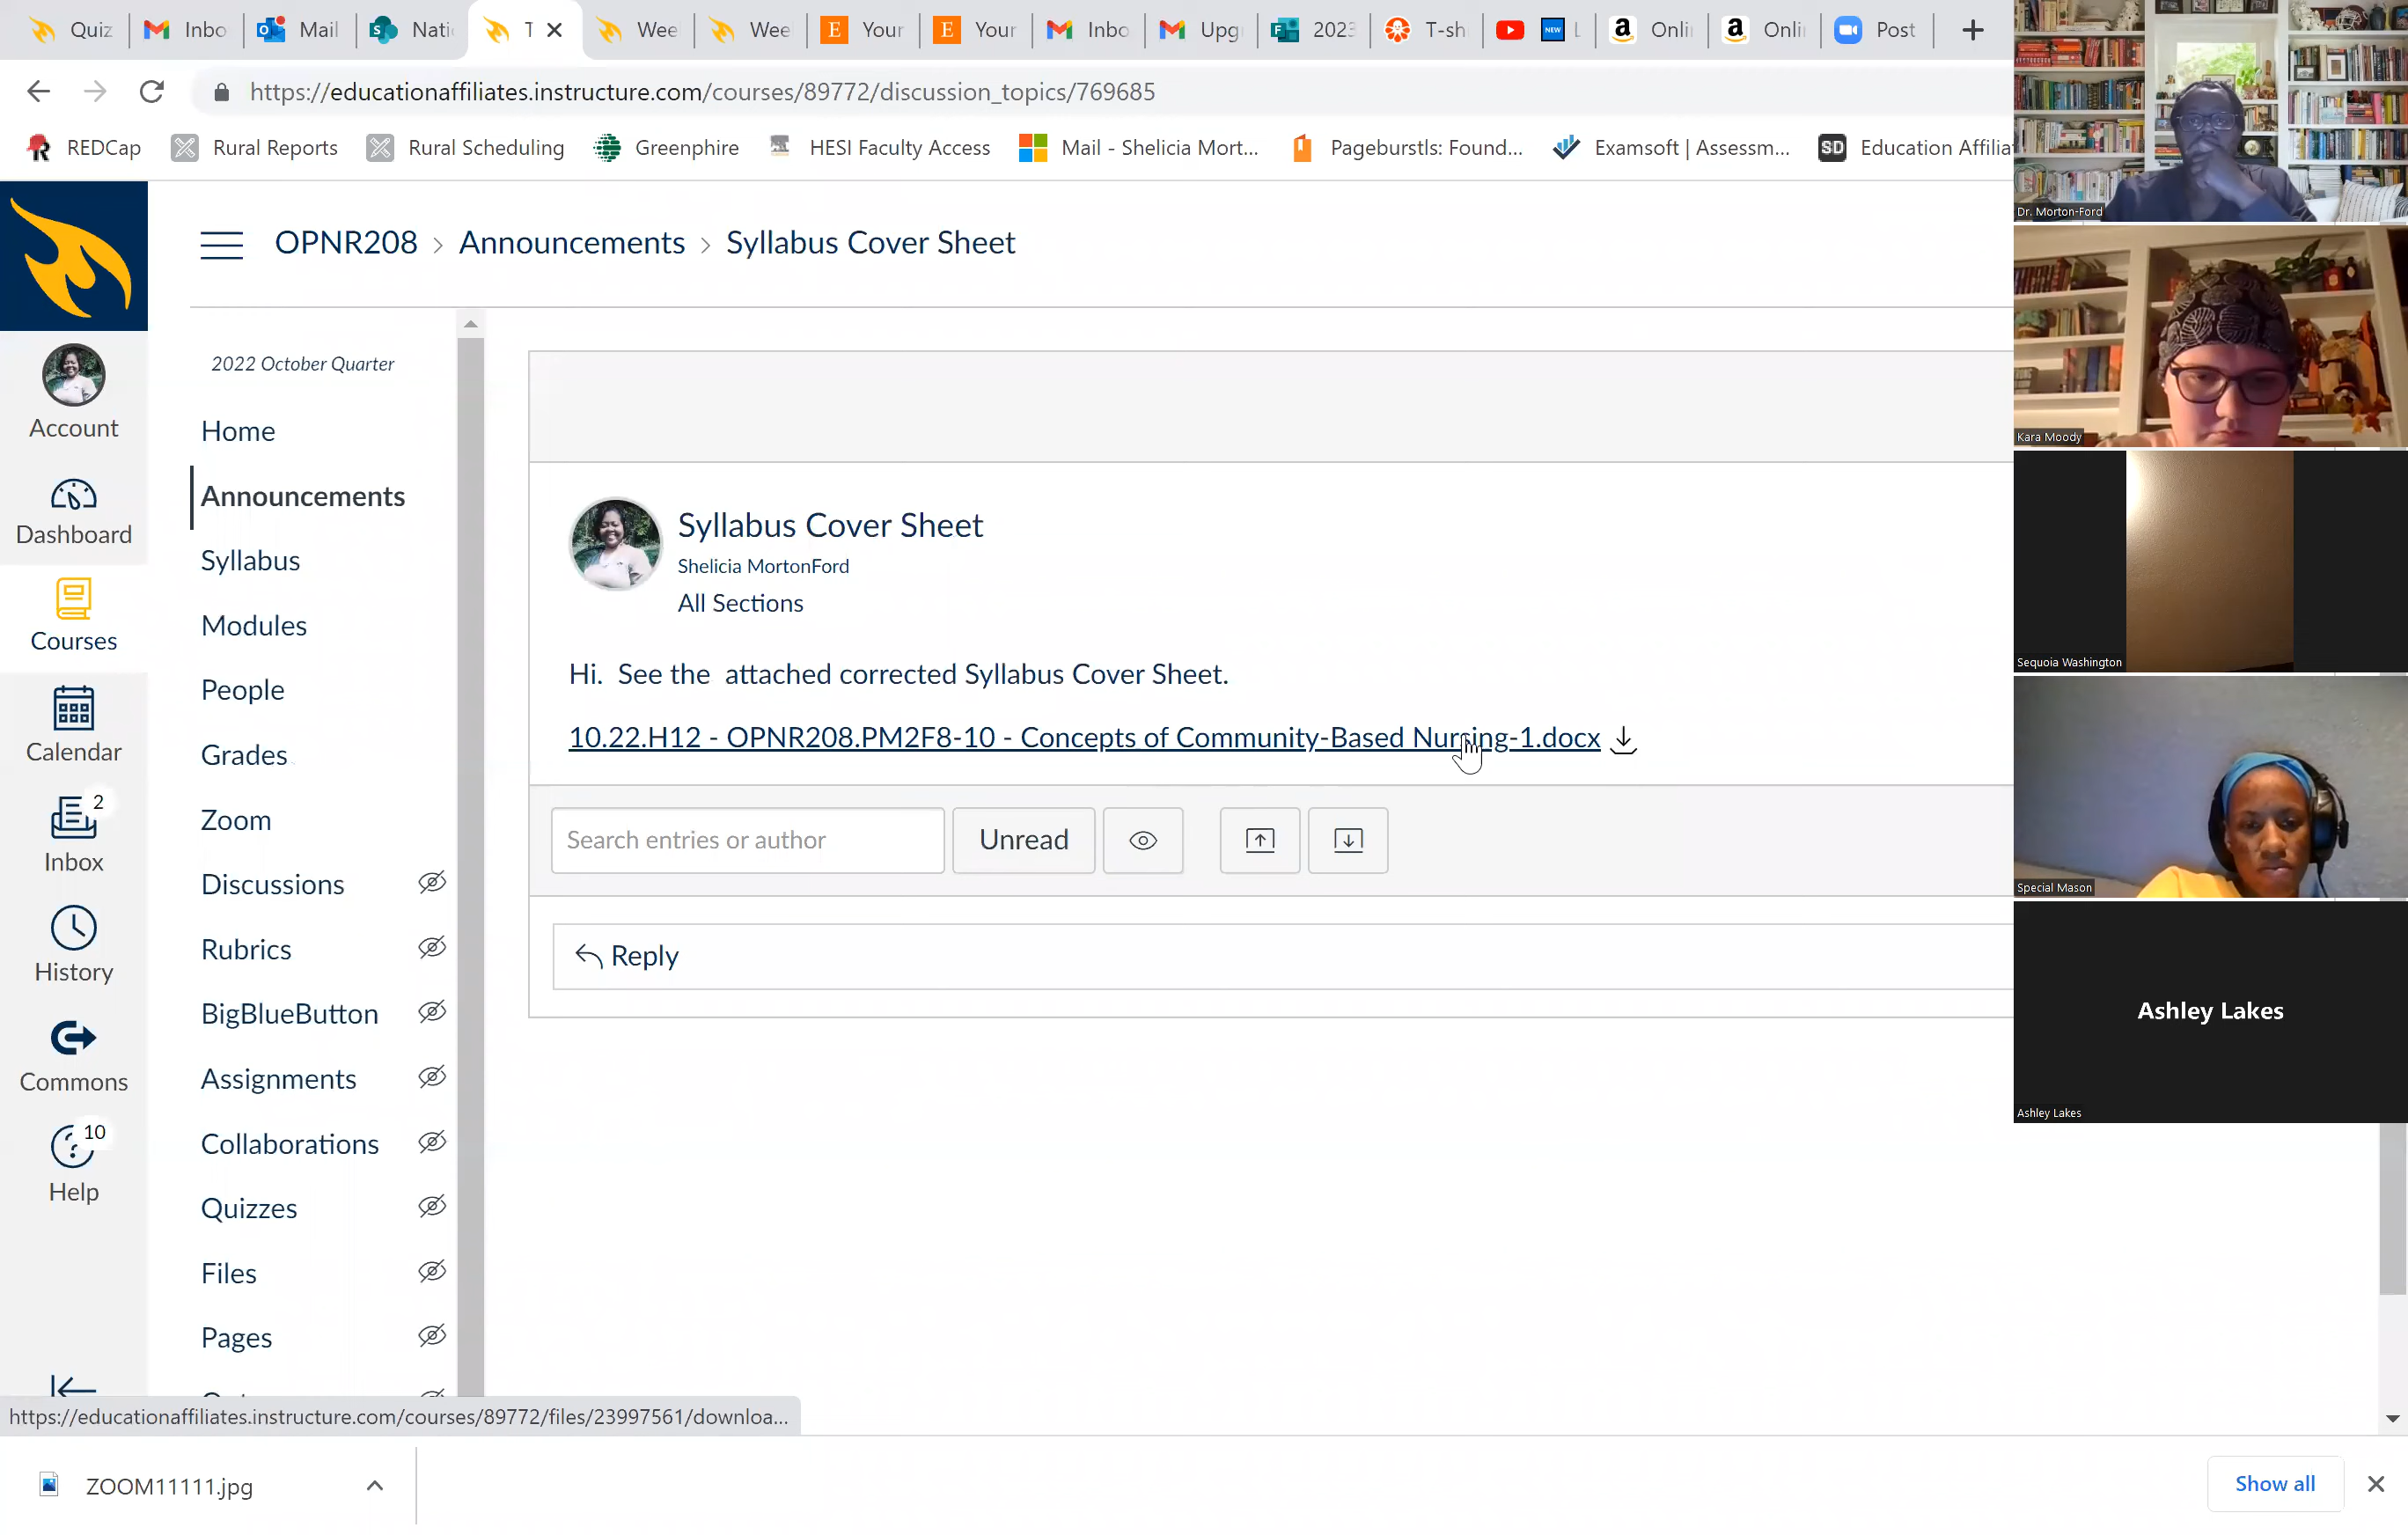 Quiz
Inbo
Mail
Nati
T
Wee
Wee
Your
Your
Inbo
Upg
2023
T-sh
NEW L
Onli
Onli
Post
https://educationaffiliates.instructure.com/courses/89772/discussion_topics/769685
REDCap
Rural Reports
Rural Scheduling
Greenphire
HESI Faculty Access
Mail - Shelicia Mort...
Pageburstls: Found...
Examsoft | Assessm...
SD Education Affiliat
OPNR208 › Announcements › Syllabus Cover Sheet
Account
Dashboard
Courses
Calendar
2
Inbox
History
Commons
10
Help
2022 October Quarter
Home
Announcements
Syllabus
Modules
People
Grades
Zoom
Discussions
Rubrics
BigBlueButton
Assignments
Collaborations
Quizzes
Files
Pages
Syllabus Cover Sheet
Shelicia MortonFord
All Sections
Hi. See the attached corrected Syllabus Cover Sheet.
10.22.H12 - OPNR208.PM2F8-10 - Concepts of Community-Based Nursing-1.docx
Search entries or author
Unread
Reply
Dr. Morton-Ford
Kara Moody
Sequoia Washington
Special Mason
Ashley Lakes
Ashley Lakes
https://educationaffiliates.instructure.com/courses/89772/files/23997561/downloa...
ZOOM11111.jpg
Show all